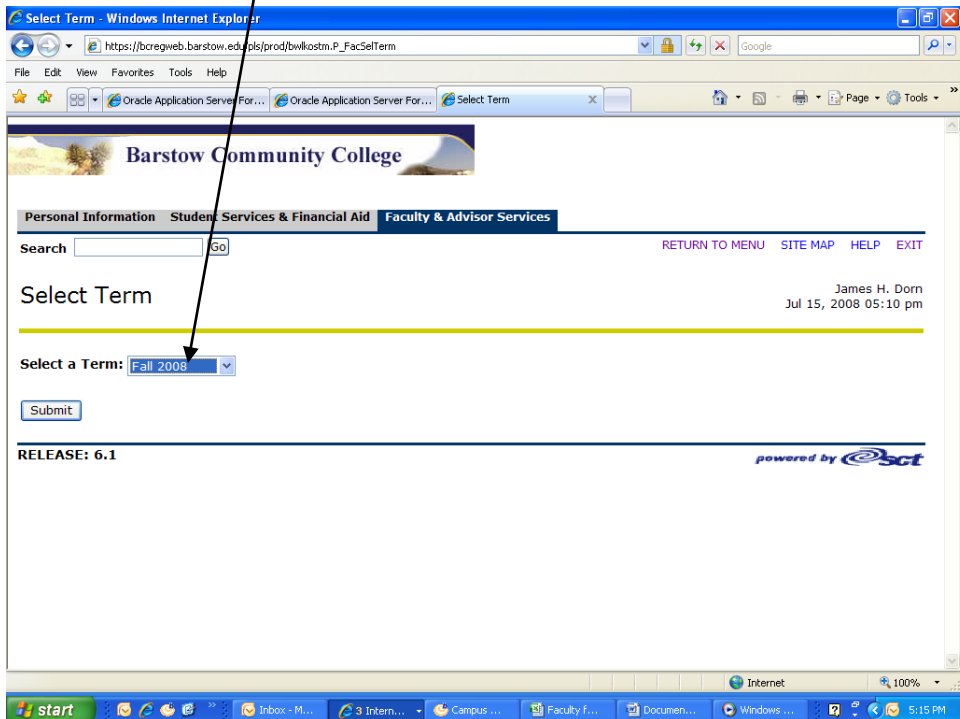 Select Term - Windows Internet Explorer
https://bcregweb.barstow.edu/pls/prod/bwlkostm.P_FacSelTerm
Google
File Edit View Favorites Tools Help
Oracle Application Server For... Oracle Application Server For... Select Term x Page Tools »
Barstow Community College
Personal Information Student Services & Financial Aid Faculty & Advisor Services
Search Go RETURN TO MENU SITE MAP HELP EXIT
Select Term
James H. Dorn
Jul 15, 2008 05:10 pm
Select a Term: Fall 2008
Submit
RELEASE: 6.1
powered by sct
Internet 100%
start » Inbox - M... 3 Intern... Campus ... Faculty f... Documen... Windows ... 5:15 PM